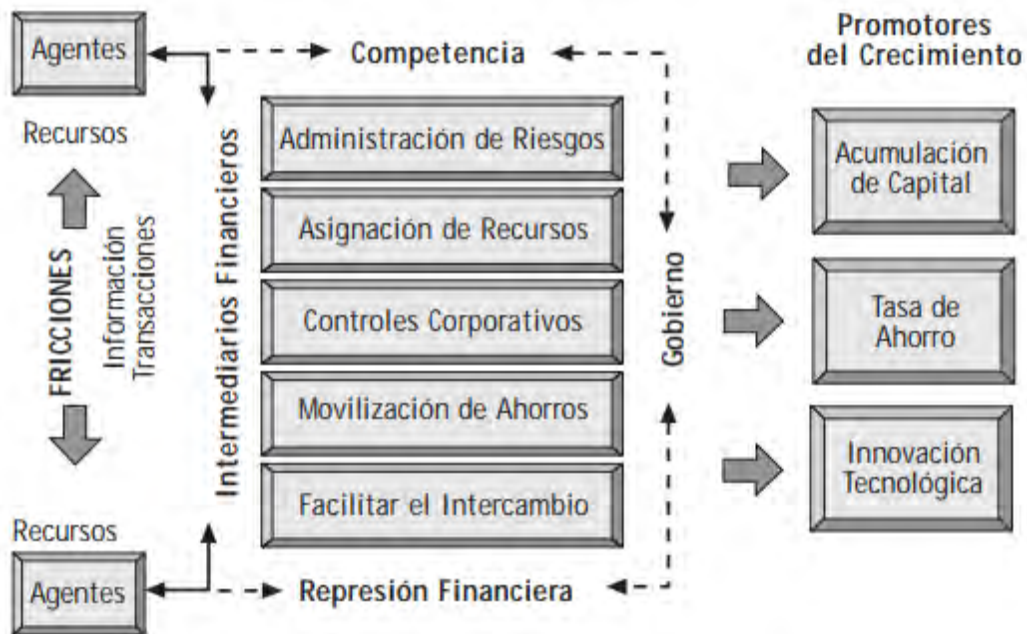 Agentes
Competencia
Promotores
del Crecimiento
Recursos
FRICCIONES
Información
Transacciones
Intermediarios Financieros
Administración de Riesgos
Asignación de Recursos
Controles Corporativos
Movilización de Ahorros
Facilitar el Intercambio
Gobierno
Acumulación
de Capital
Tasa de
Ahorro
Innovación
Tecnológica
Recursos
Agentes
Represión Financiera